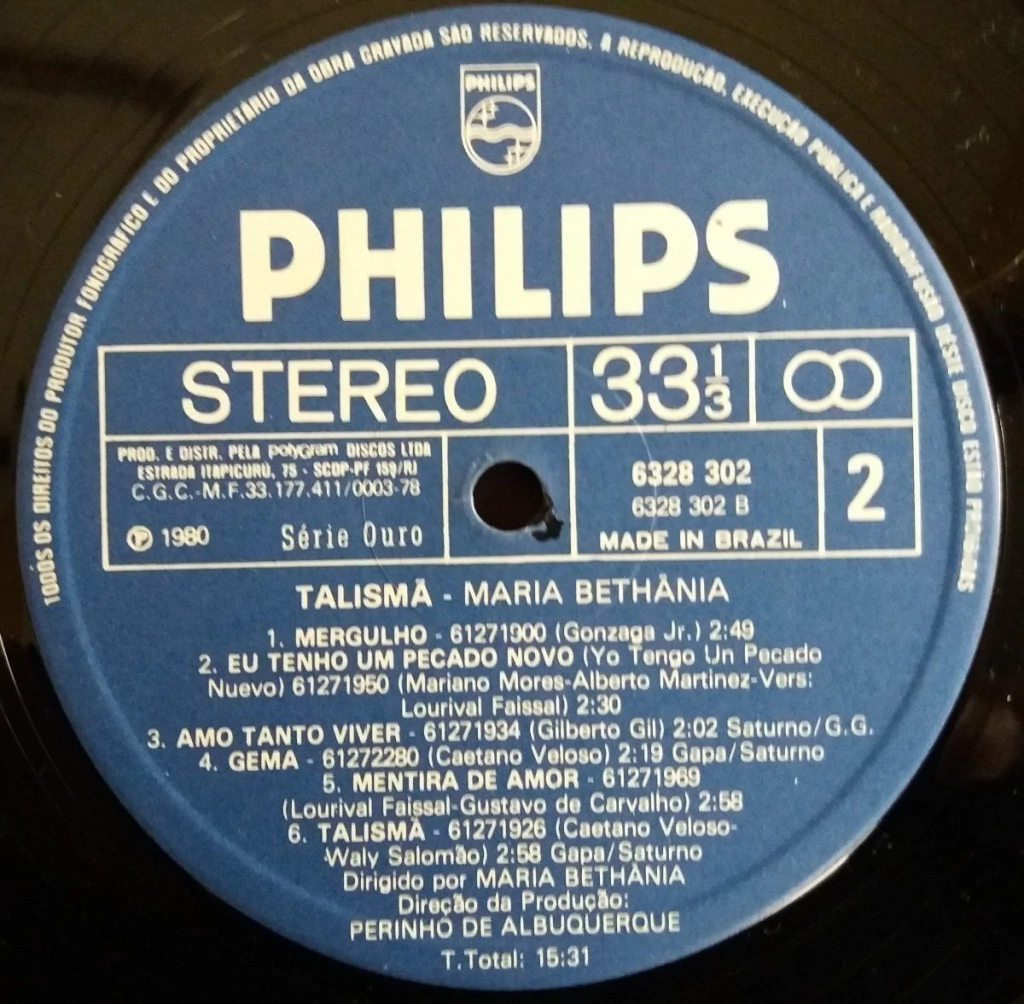 TODOS OS DIREITOS DO PRODUTOR FONOGRAFICO E DO PROPRIETÁRIO DA OBRA GRAVADA SÃO RESERVADOS. A REPRODUÇÃO, EXECUÇÃO PUBLICA E RADIODIFUSÃO DESTE DISCO ESTÃO PROIBIDAS
PHILIPS
PHILIPS
STEREO
33 1/3
PROD. E DISTR. PELA polygram DISCOS LTDA
ESTRADA ITAPICURÚ, 75 - SCDP-PF 159/RJ
C.G.C.-M.F.33.177.411/0003-78
℗ 1980 Série Ouro
6328 302
6328 302 B
MADE IN BRAZIL
2
TALISMÃ - MARIA BETHÂNIA
1. MERGULHO - 61271900 (Gonzaga Jr.) 2:49
2. EU TENHO UM PECADO NOVO (Yo Tengo Un Pecado
Nuevo) 61271950 (Mariano Mores-Alberto Martinez-Vers:
Lourival Faissal) 2:30
3. AMO TANTO VIVER - 61271934 (Gilberto Gil) 2:02 Saturno/G.G.
4. GEMA - 61272280 (Caetano Veloso) 2:19 Gapa/Saturno
5. MENTIRA DE AMOR - 61271969
(Lourival Faissal-Gustavo de Carvalho) 2:58
6. TALISMÃ - 61271926 (Caetano Veloso-
Waly Salomão) 2:58 Gapa/Saturno
Dirigido por MARIA BETHÂNIA
Direção da Produção:
PERINHO DE ALBUQUERQUE
T.Total: 15:31